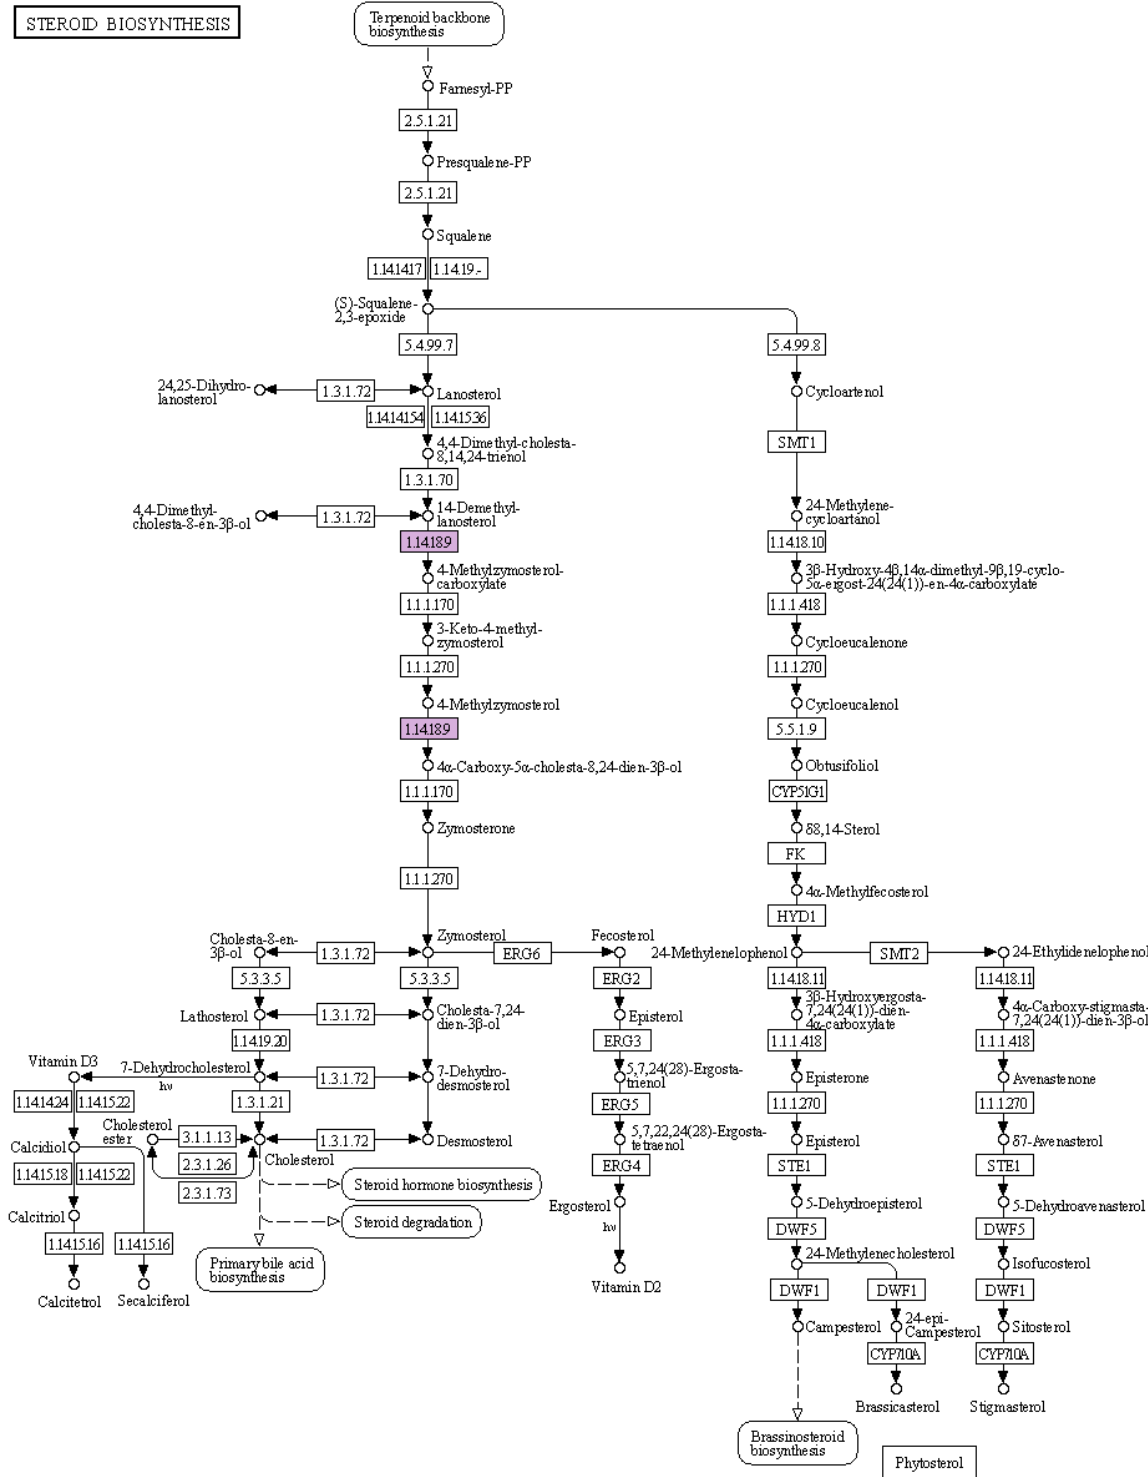 STEROID BIOSYNTHESIS
Terpenoid backbone
biosynthesis
Farnesyl-PP
2.5.1.21
Presqualene-PP
2.5.1.21
Squalene
1.14.14.17 1.14.19.-
(S)-Squalene-
2,3-epoxide
5.4.99.7 5.4.99.8
24,25-Dihydro-
lanosterol
1.3.1.72
Lanosterol
Cycloartenol
1.14.14.154 1.14.15.36
SMT1
4,4-Dimethyl-cholesta-
8,14,24-trienol
1.3.1.70
4,4-Dimethyl-
cholesta-8-en-3β-ol
1.3.1.72
14-Demethyl-
lanosterol
24-Methylene-
cycloartanol
1.14.18.9 1.14.18.10
4-Methylzymosterol-
carboxylate
3β-Hydroxy-4β,14α-dimethyl-9β,19-cyclo-
5α-ergost-24(24(1))-en-4α-carboxylate
1.1.1.170 1.1.1.418
3-Keto-4-methyl-
zymosterol
Cycloeucalenone
1.1.1.270 1.1.1.270
4-Methylzymosterol Cycloeucalenol
1.14.18.9 5.5.1.9
4α-Carboxy-5α-cholesta-8,24-dien-3β-ol Obtusifoliol
1.1.1.170 CYP51G1
Zymosterone δ8,14-Sterol
FK
1.1.1.270
4α-Methylfecosterol
HYD1
Cholesta-8-en-
3β-ol
1.3.1.72
Zymosterol
ERG6
Fecosterol
24-Methylenelophenol
SMT2
24-Ethylidenelophenol
5.3.3.5 5.3.3.5 ERG2 1.14.18.11 1.14.18.11
Lathosterol
1.3.1.72
Cholesta-7,24-
dien-3β-ol
Episterol
3β-Hydroxyergosta-
7,24(24(1))-dien-
4α-carboxylate
4α-Carboxy-stigmasta-
7,24(24(1))-dien-3β-ol
1.14.19.20 ERG3 1.1.1.418 1.1.1.418
Vitamin D3
7-Dehydrocholesterol
hν
1.3.1.72
7-Dehydro-
desmosterol
5,7,24(28)-Ergosta-
trienol
Episterone
Avenastenone
1.14.14.24 1.14.15.22 1.3.1.21 ERG5 1.1.1.270 1.1.1.270
Calcidiol
Cholesterol
ester
3.1.1.13
Cholesterol
1.3.1.72
Desmosterol
5,7,22,24(28)-Ergosta-
tetraenol
Episterol
δ7-Avenasterol
2.3.1.26
2.3.1.73
1.14.15.18 1.14.15.22 ERG4 STE1 STE1
Steroid hormone biosynthesis
Calcitriol
Steroid degradation
Ergosterol
hν
5-Dehydroepisterol 5-Dehydroavenasterol
1.14.15.16 1.14.15.16
DWF5 DWF5
Primary bile acid
biosynthesis
24-Methylenecholesterol Isofucosterol
Calcitetrol Secalciferol Vitamin D2
DWF1 DWF1 DWF1
Campesterol
24-epi-
Campesterol
Sitosterol
CYP710A CYP710A
Brassicasterol Stigmasterol
Brassinosteroid
biosynthesis
Phytosterol